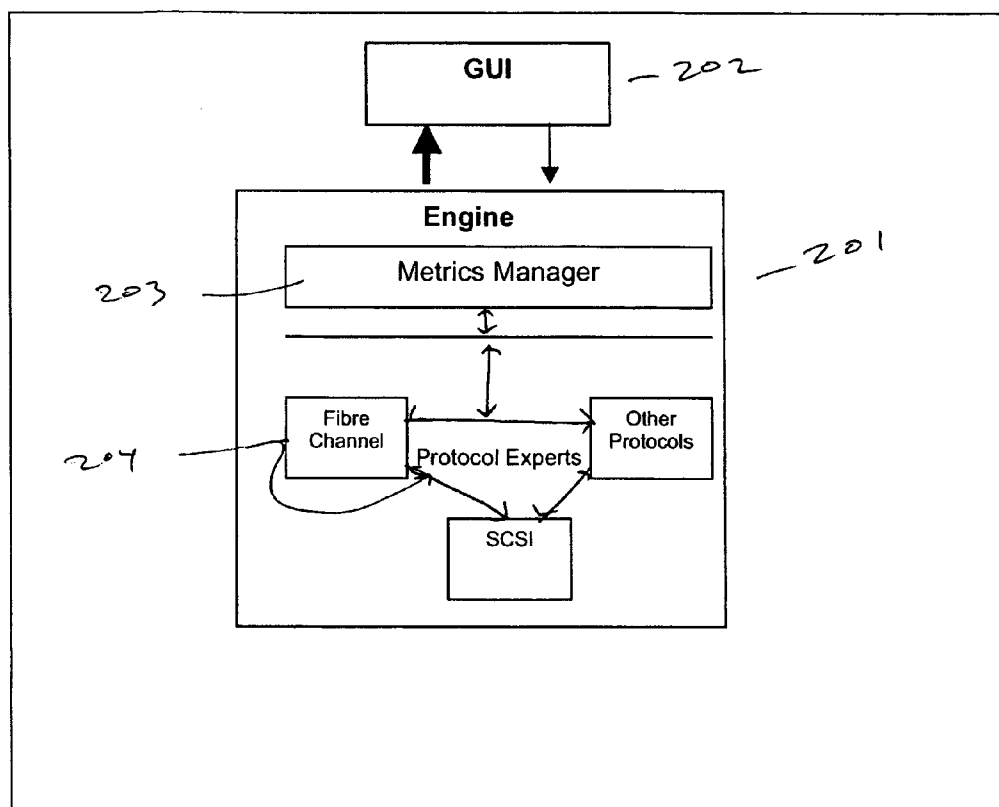 GUI
202
Engine
Metrics Manager
201
203
Fibre
Channel
Other
Protocols
204
Protocol Experts
SCSI